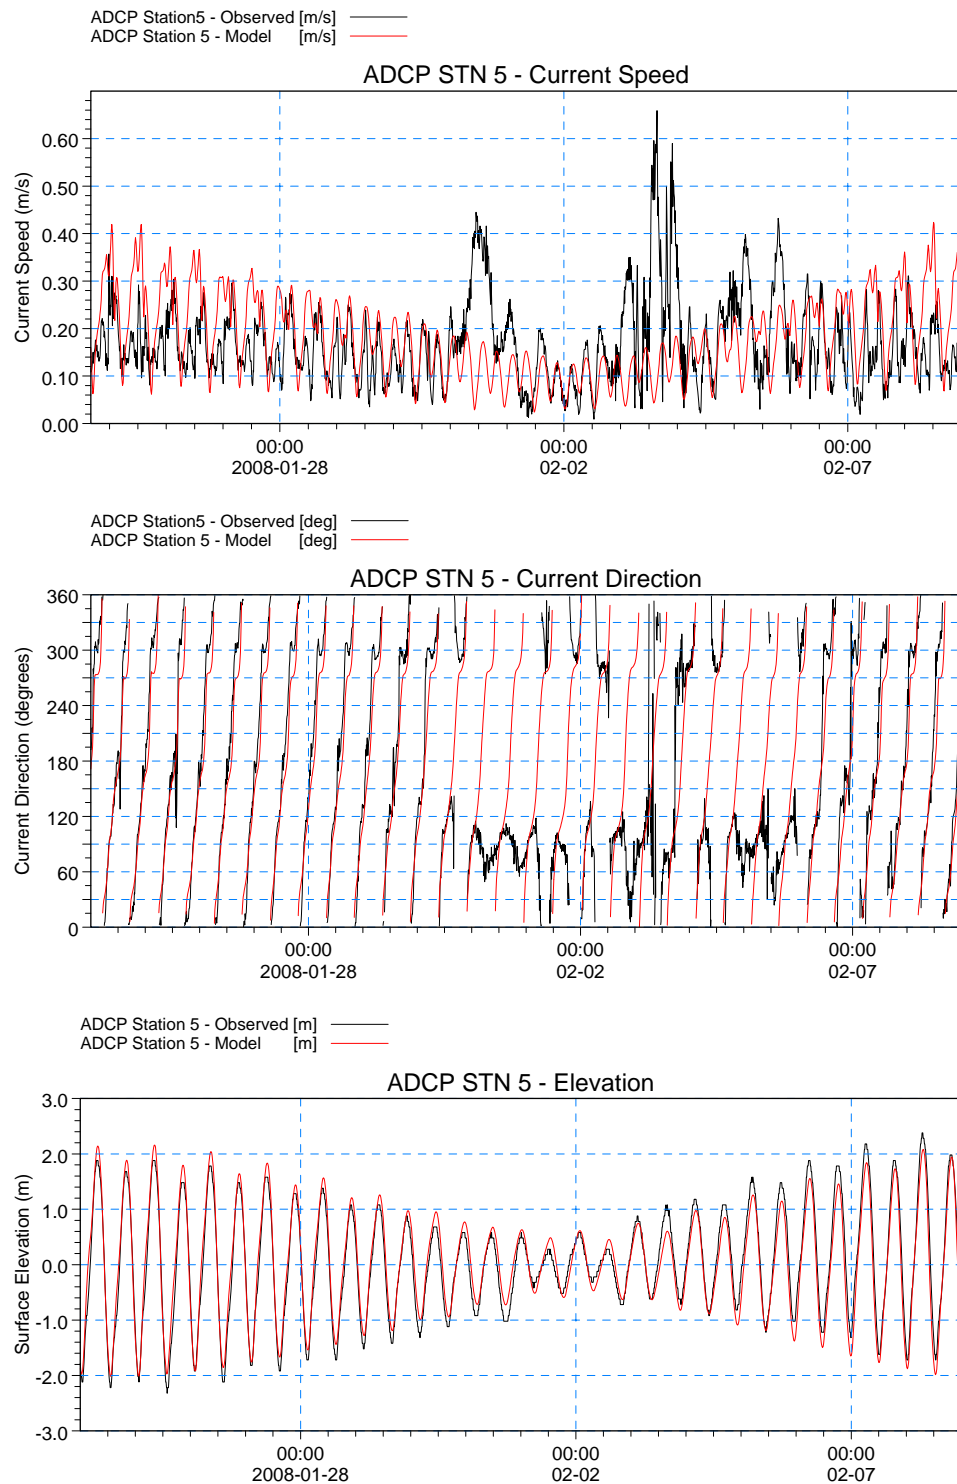 ADCP Station5 - Observed [m/s]
ADCP Station 5 - Model [m/s]
ADCP STN 5 - Current Speed
Current Speed (m/s)
0.60
0.50
0.40
0.30
0.20
0.10
0.00
00:00 00:00 00:00
2008-01-28 02-02 02-07
ADCP Station5 - Observed [deg]
ADCP Station 5 - Model [deg]
ADCP STN 5 - Current Direction
Current Direction (degrees)
360
300
240
180
120
60
0
00:00 00:00 00:00
2008-01-28 02-02 02-07
ADCP Station 5 - Observed [m]
ADCP Station 5 - Model [m]
ADCP STN 5 - Elevation
Surface Elevation (m)
3.0
2.0
1.0
0.0
-1.0
-2.0
-3.0
00:00 00:00 00:00
2008-01-28 02-02 02-07